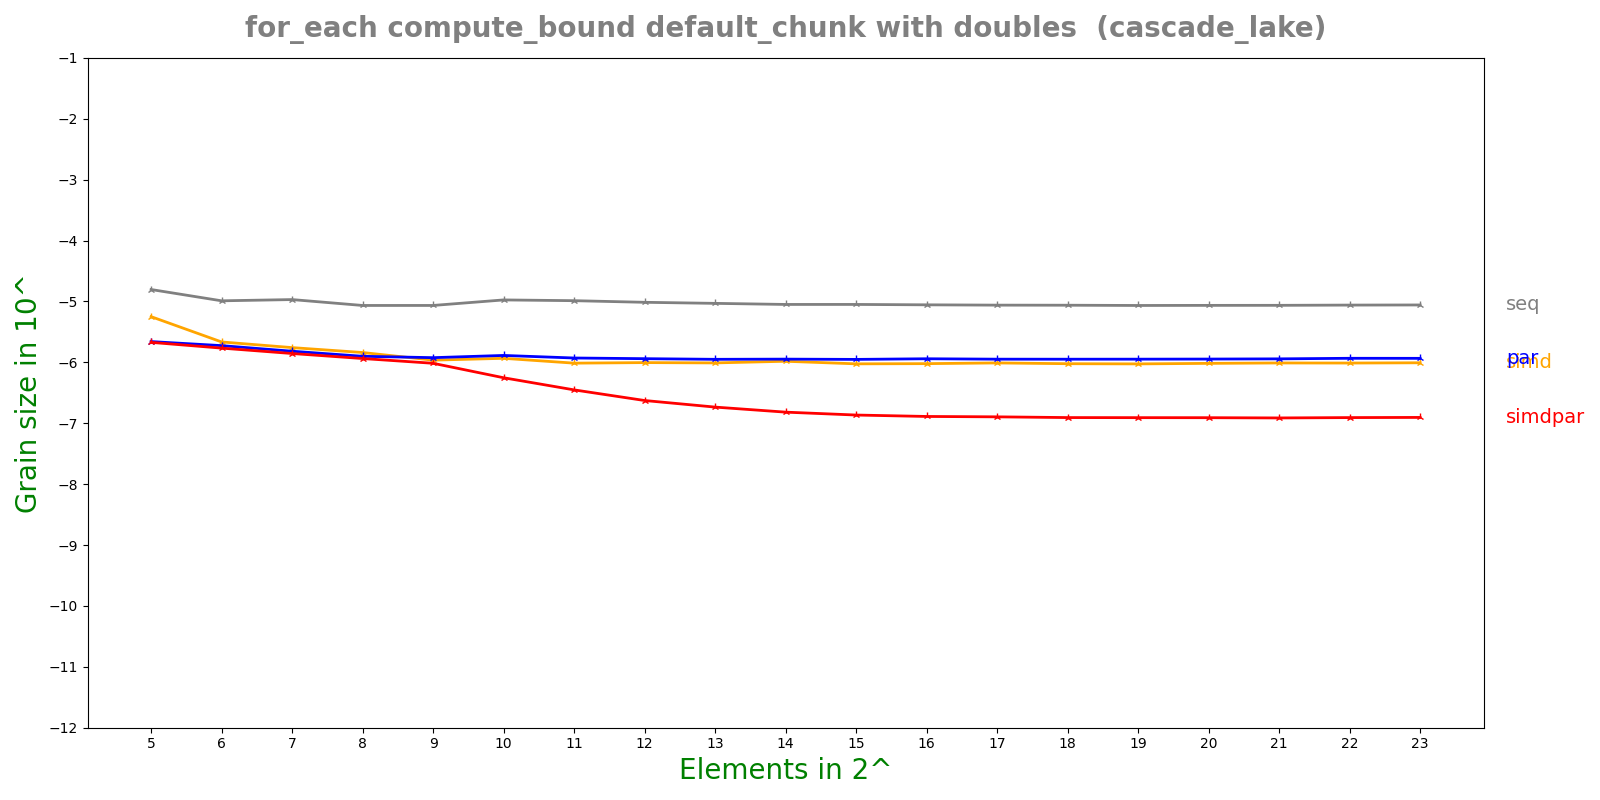 for_each compute_bound default_chunk with doubles (cascade_lake)
Grain size in 10^
−1
−2
−3
−4
−5
−6
−7
−8
−9
−10
−11
−12
seq
par
simd
simdpar
5 6 7 8 9 10 11 12 13 14 15 16 17 18 19 20 21 22 23
Elements in 2^